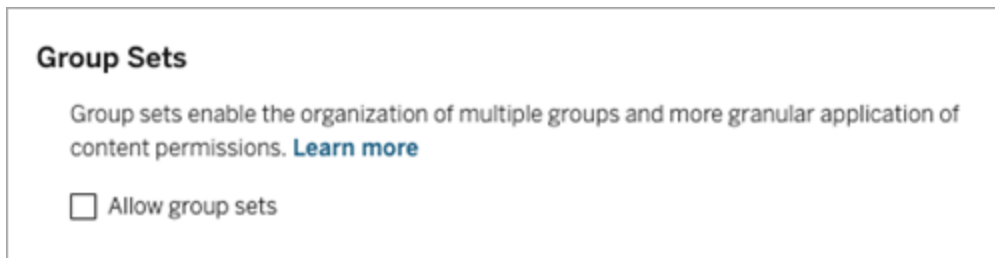 Group Sets
Group sets enable the organization of multiple groups and more granular application of
content permissions. Learn more
Allow group sets